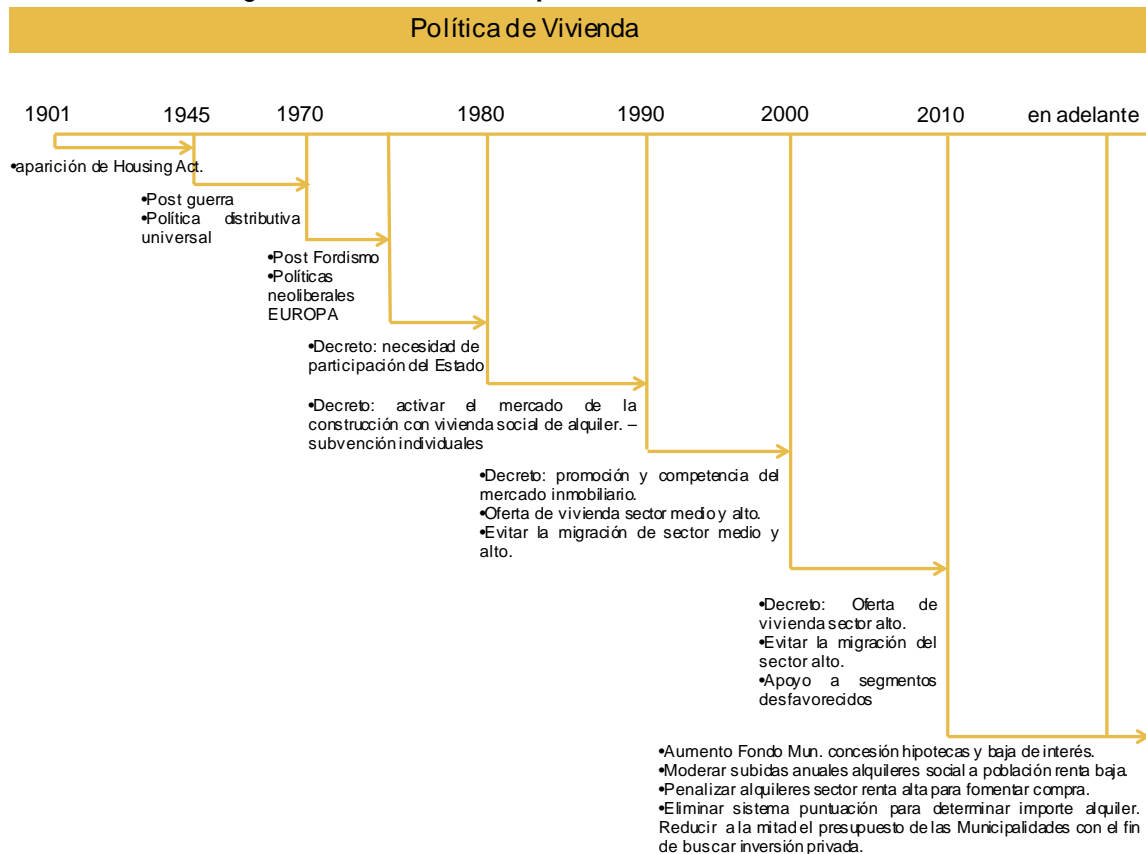 Política de Vivienda
1901 1945 1970 1980 1990 2000 2010 en adelante
•aparición de Housing Act.
•Post guerra
•Política distributiva
universal
•Post Fordismo
•Políticas
neoliberales
EUROPA
•Decreto: necesidad de
participación del Estado
•Decreto: activar el mercado de la
construcción con vivienda social de alquiler. –
subvención individuales
•Decreto: promoción y competencia del
mercado inmobiliario.
•Oferta de vivienda sector medio y alto.
•Evitar la migración de sector medio y
alto.
•Decreto: Oferta de
vivienda sector alto.
•Evitar la migración del
sector alto.
•Apoyo a segmentos
desfavorecidos
•Aumento Fondo Mun. concesión hipotecas y baja de interés.
•Moderar subidas anuales alquileres social a población renta baja.
•Penalizar alquileres sector renta alta para fomentar compra.
•Eliminar sistema puntuación para determinar importe alquiler.
Reducir a la mitad el presupuesto de las Municipalidades con el fin
de buscar inversión privada.